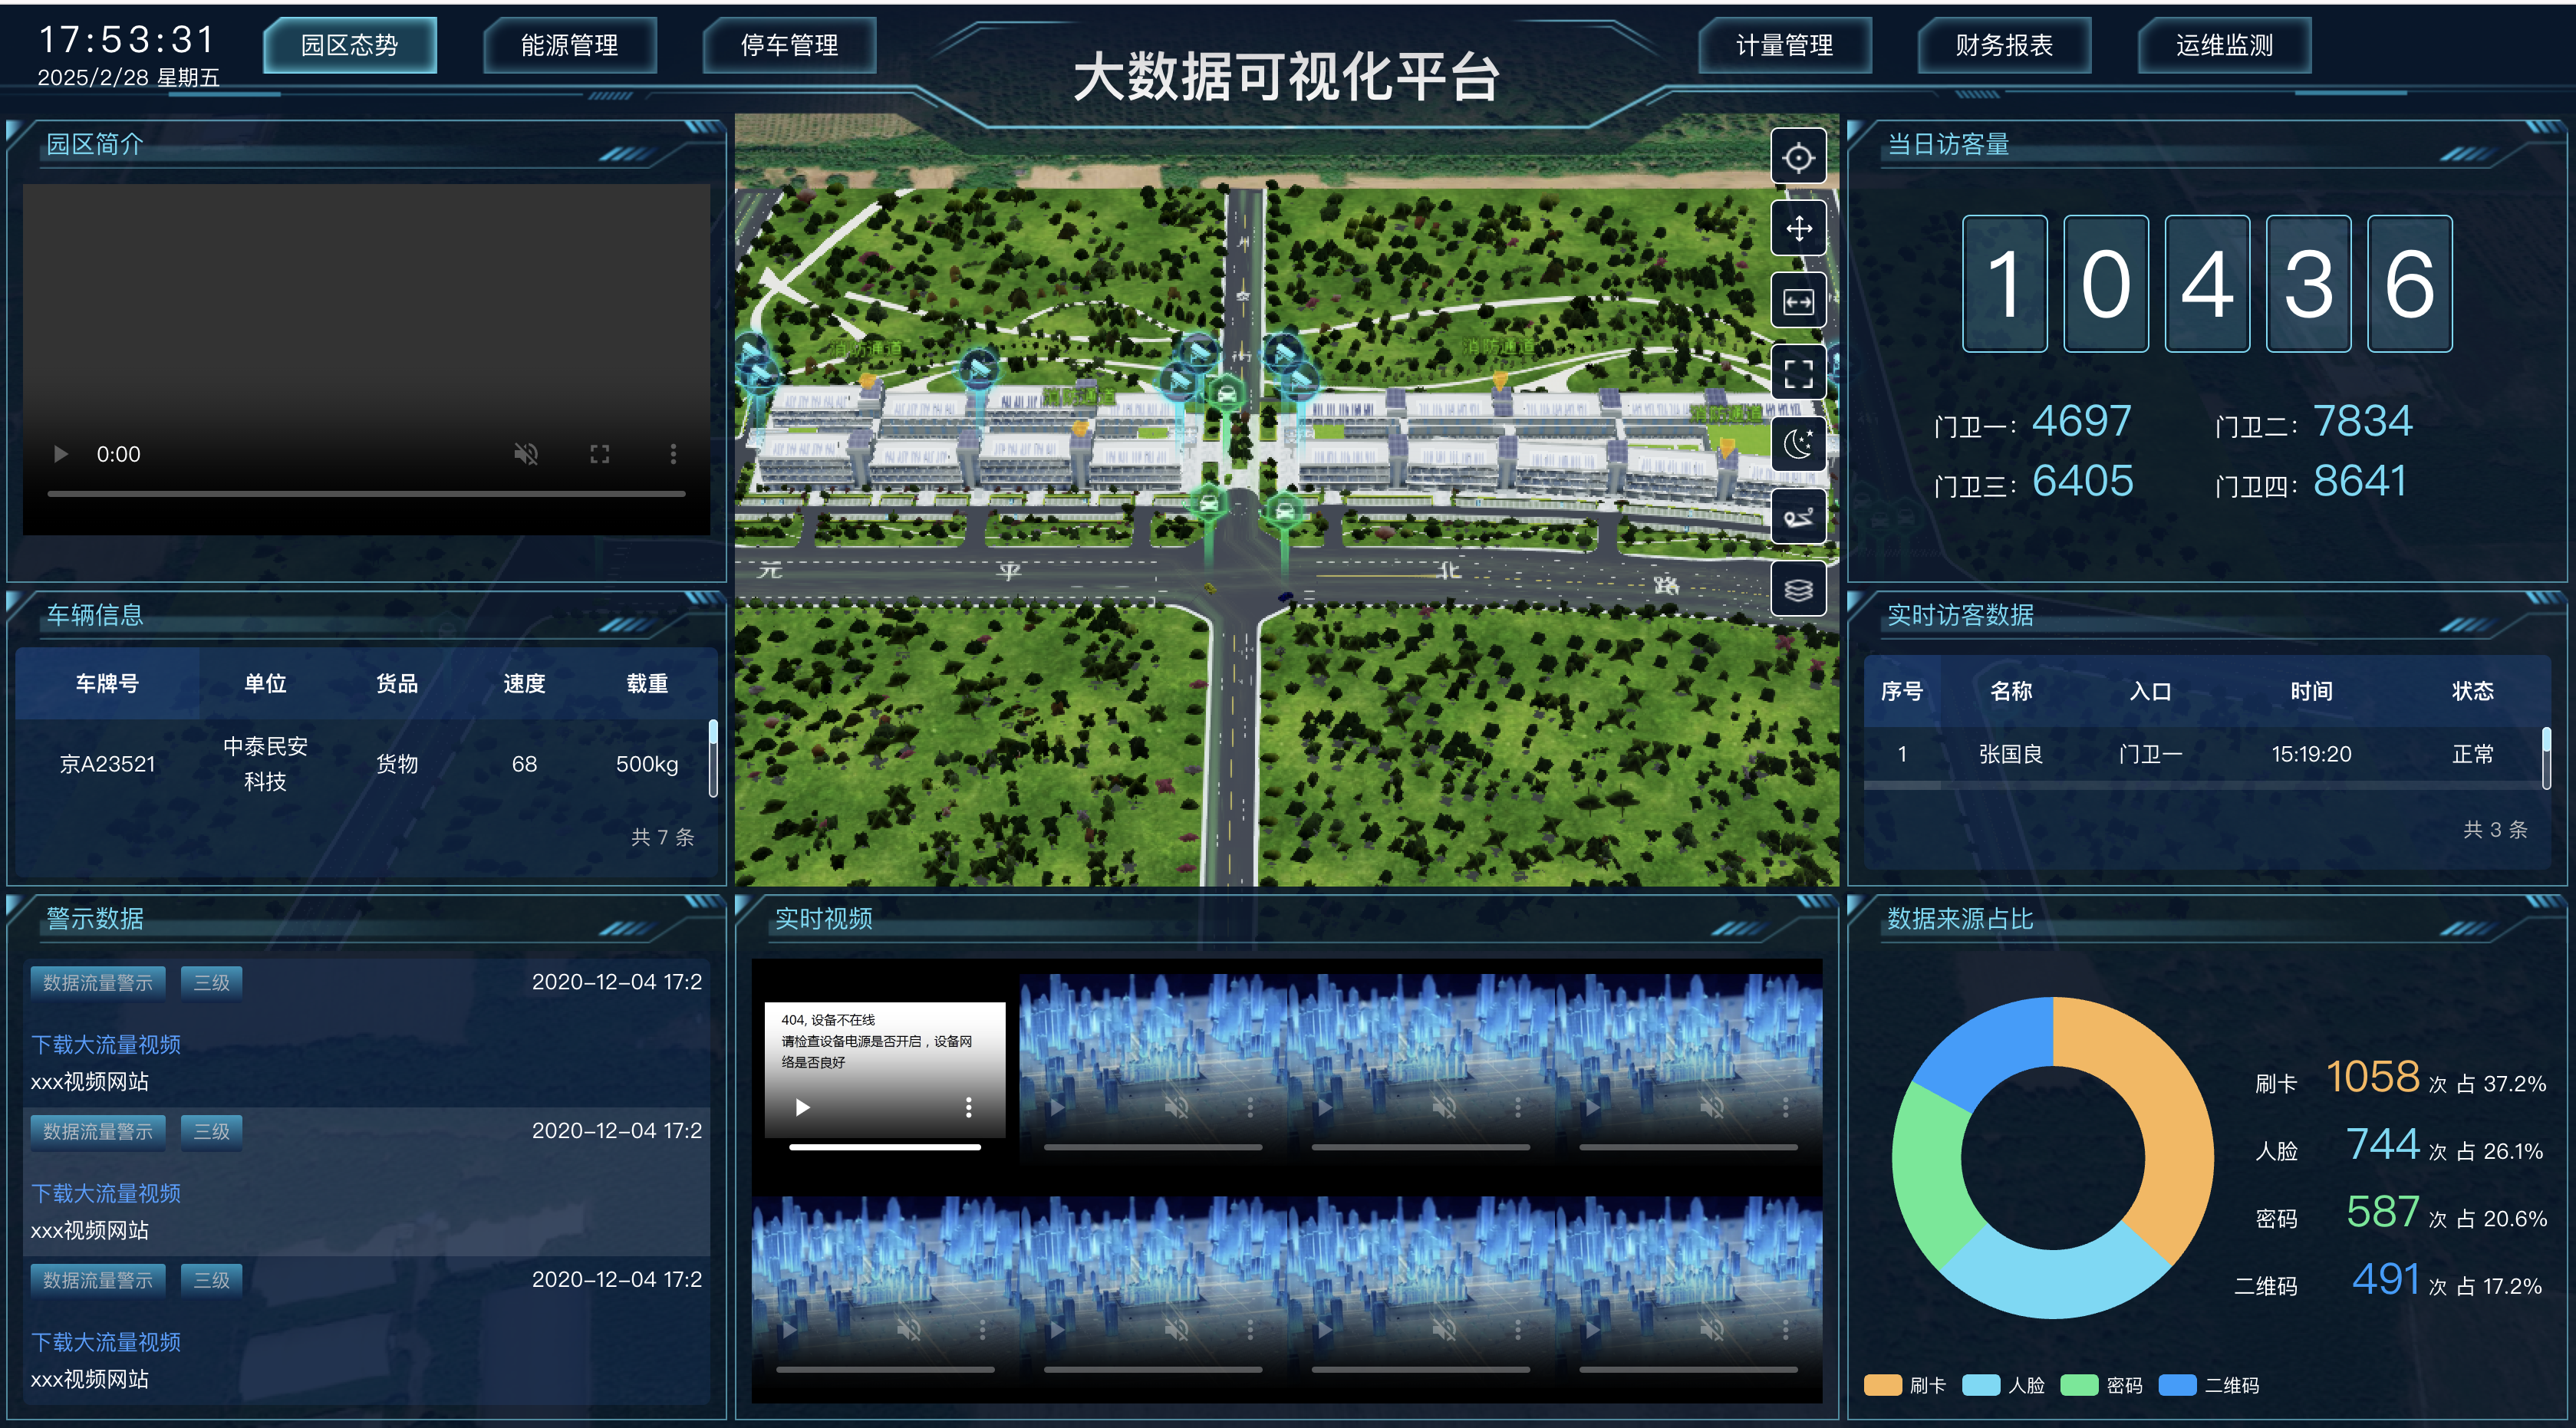 17:53:31
2025/2/28 星期五
园区态势
能源管理
停车管理
大数据可视化平台
计量管理
财务报表
运维监测
园区简介
0:00
车辆信息
车牌号 单位 货品 速度 载重
京A23521 中泰民安科技 货物 68 500kg
共 7 条
警示数据
数据流量警示 三级 2020-12-04 17:2
下载大流量视频
xxx视频网站
数据流量警示 三级 2020-12-04 17:2
下载大流量视频
xxx视频网站
数据流量警示 三级 2020-12-04 17:2
下载大流量视频
xxx视频网站
消防通道
消防通道
消防通道
消防通道
元 平 北 路
实时视频
404, 设备不在线
请检查设备电源是否开启，设备网
络是否良好
当日访客量
1 0 4 3 6
门卫一: 4697 门卫二: 7834
门卫三: 6405 门卫四: 8641
实时访客数据
序号 名称 入口 时间 状态
1 张国良 门卫一 15:19:20 正常
共 3 条
数据来源占比
刷卡 1058 次 占 37.2%
人脸 744 次 占 26.1%
密码 587 次 占 20.6%
二维码 491 次 占 17.2%
刷卡 人脸 密码 二维码